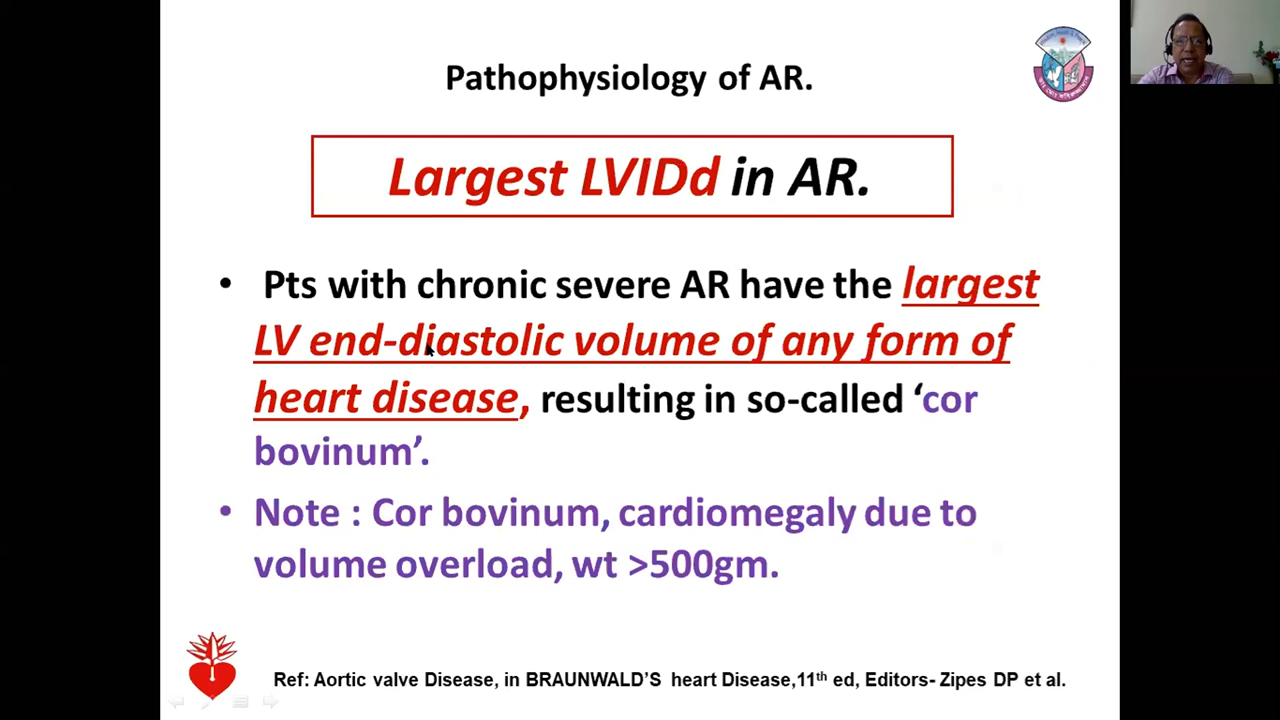 Pathophysiology of AR.
Largest LVIDd in AR.
• Pts with chronic severe AR have the largest
LV end-diastolic volume of any form of
heart disease, resulting in so-called ‘cor
bovinum’.
• Note : Cor bovinum, cardiomegaly due to
volume overload, wt >500gm.
Ref: Aortic valve Disease, in BRAUNWALD’S heart Disease,11th ed, Editors- Zipes DP et al.